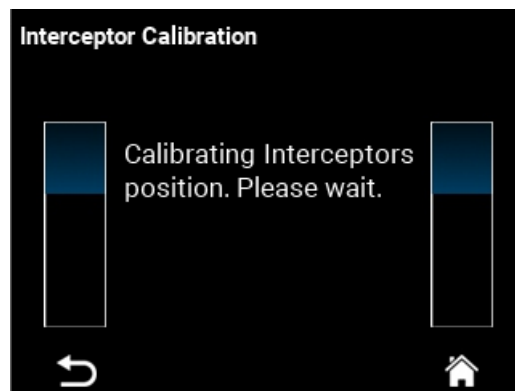 Interceptor Calibration
Calibrating Interceptors
position. Please wait.